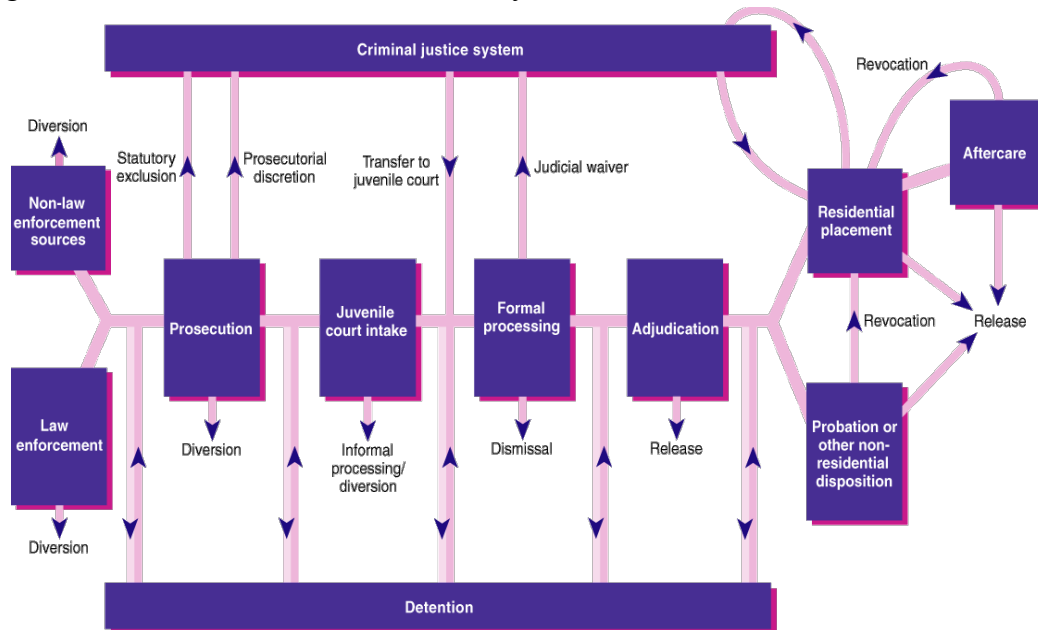 Criminal justice system
Revocation
Diversion
Aftercare
Statutory
exclusion
Prosecutorial
discretion
Transfer to
juvenile court
Judicial waiver
Non-law
enforcement
sources
Residential
placement
Prosecution
Juvenile
court intake
Formal
processing
Adjudication
Revocation
Release
Law
enforcement
Diversion
Informal
processing/
diversion
Dismissal
Release
Probation or
other non-
residential
disposition
Diversion
Detention